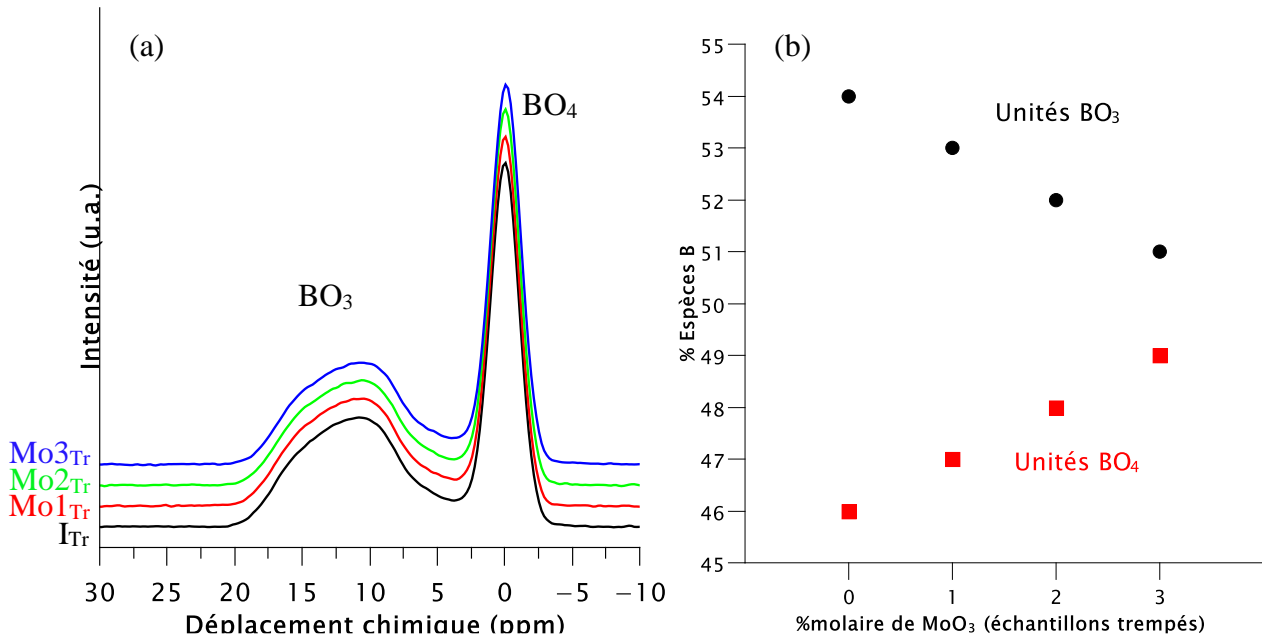 (a)
BO₄
BO₃
Intensité (u.a.)
Mo3Tr
Mo2Tr
Mo1Tr
ITr
30 25 20 15 10 5 0 −5 −10
Déplacement chimique (ppm)
(b)
55
54
53
52
51
50
49
48
47
46
45
% Espèces B
Unités BO₃
Unités BO₄
0 1 2 3
%molaire de MoO₃ (échantillons trempés)